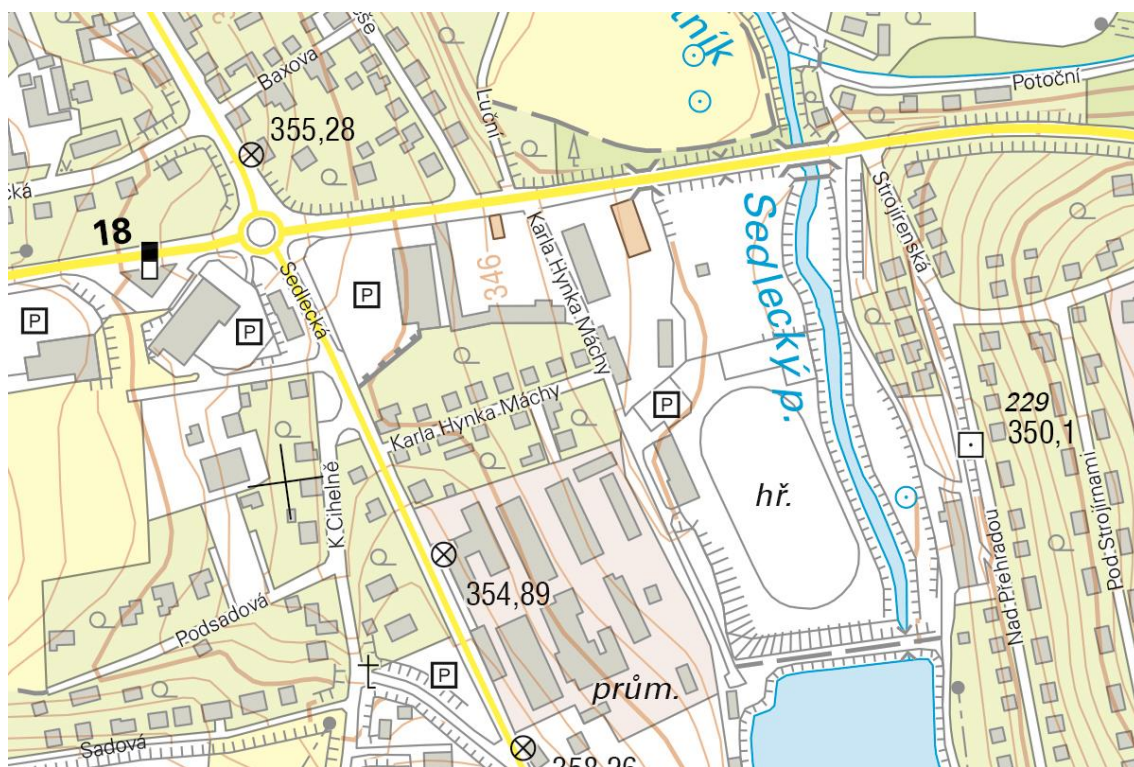 Baxova
355,28
Luční
Potoční
18
Sedlecká
346
Karla Hynka Máchy
Sedlecký p.
Strojírenská
P
P
P
Karla Hynka Máchy
P
229
350,1
hř.
K Cihelně
354,89
Podsadová
Nad Přehradou
Pod Strojírnami
P
prům.
Sadová